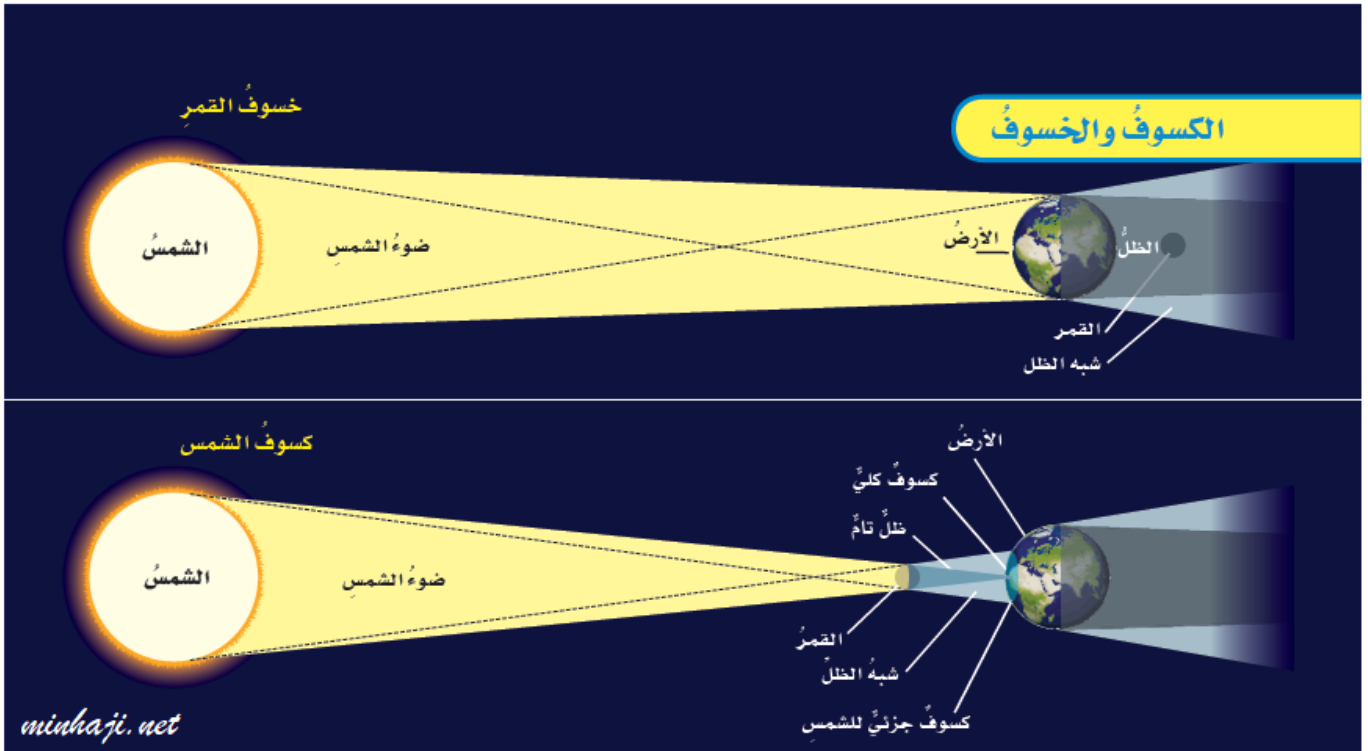 الكسوفُ والخسوفُ
خسوفُ القمرِ
الشمسُ
ضوءُ الشمسِ
الأرضُ
الظلُّ
القمر
شبه الظل
كسوفُ الشمس
الشمسُ
ضوءُ الشمسِ
الأرضُ
كسوفٌ كليٌّ
ظلٌّ تامٌّ
القمرُ
شبهُ الظلِّ
كسوفٌ جزئيٌّ للشمسِ
minhaji.net